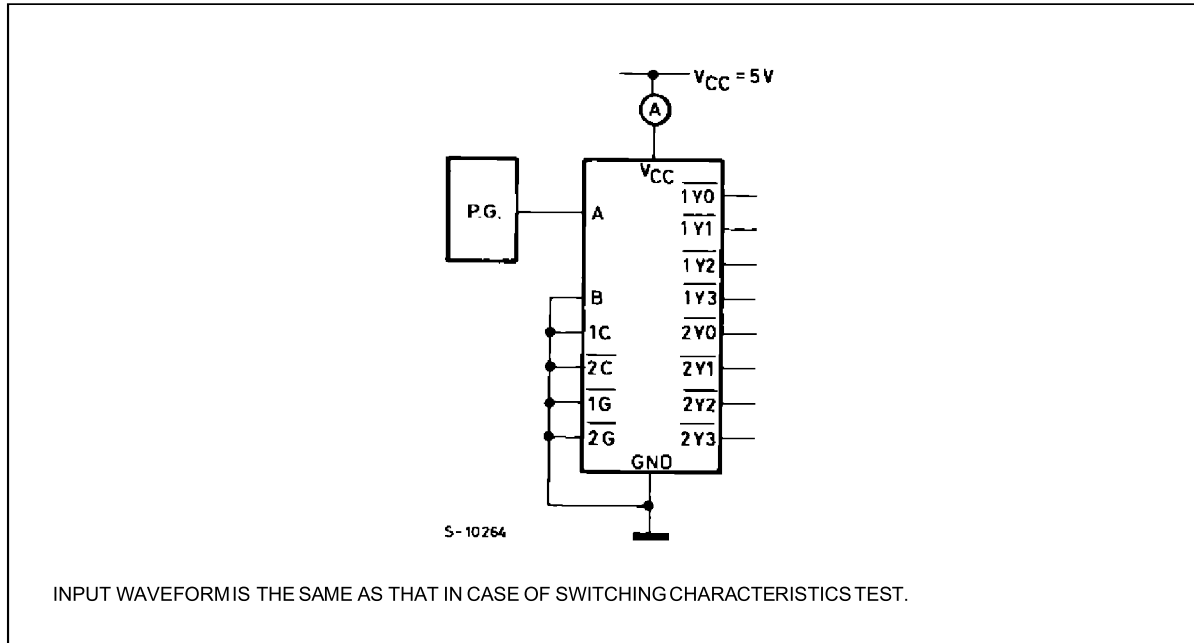 VCC = 5V
A
VCC
P.G.
A
B
1C
2C
1G
2G
1Y0
1Y1
1Y2
1Y3
2Y0
2Y1
2Y2
2Y3
GND
S-10264
INPUT WAVEFORM IS THE SAME AS THAT IN CASE OF SWITCHING CHARACTERISTICS TEST.